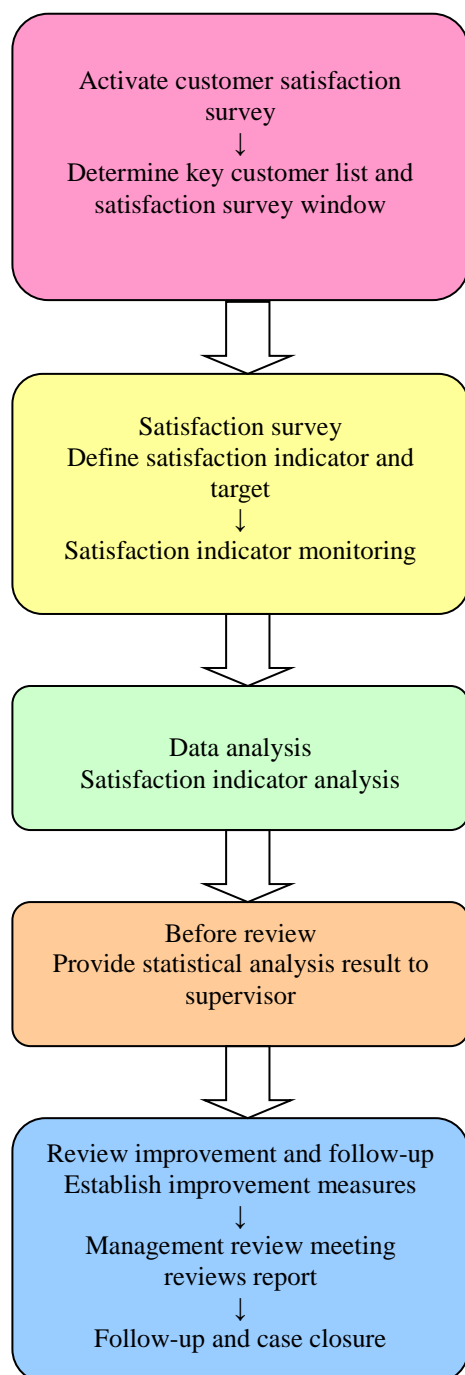 Activate customer satisfaction
survey
↓
Determine key customer list and
satisfaction survey window
Satisfaction survey
Define satisfaction indicator and
target
↓
Satisfaction indicator monitoring
Data analysis
Satisfaction indicator analysis
Before review
Provide statistical analysis result to
supervisor
Review improvement and follow-up
Establish improvement measures
↓
Management review meeting
reviews report
↓
Follow-up and case closure